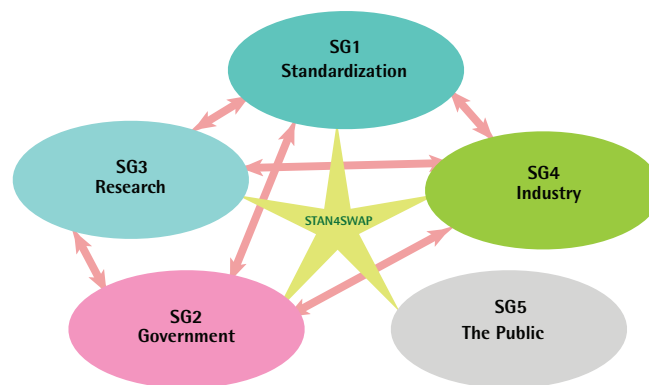 SG1
Standardization
SG3
Research
SG4
Industry
STAN4SWAP
SG2
Government
SG5
The Public